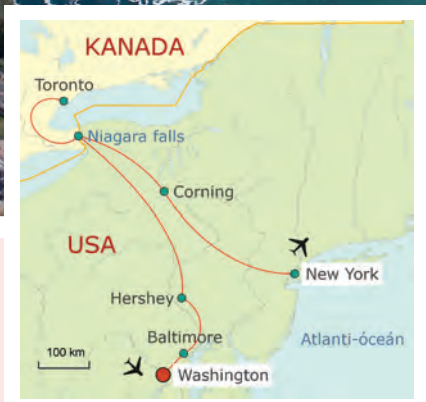 KANADA
Toronto
Niagara falls
Corning
USA
New York
Hershey
Baltimore
Atlanti-óceán
100 km
Washington